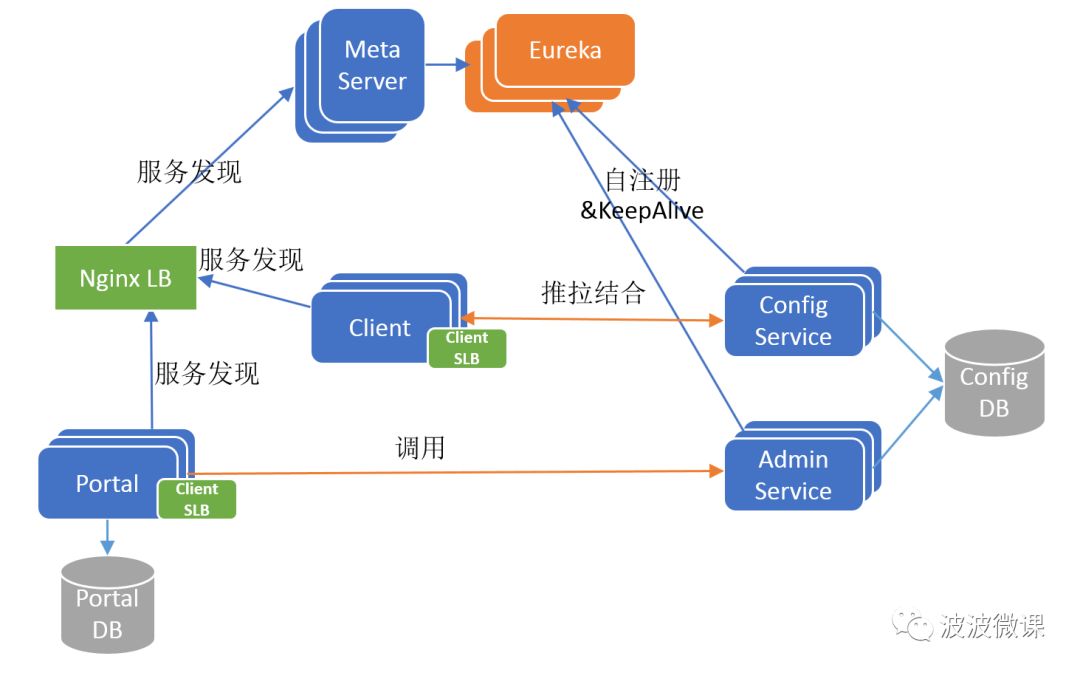 Meta
Server
Eureka
服务发现
自注册
&KeepAlive
Nginx LB
服务发现
Client
Client
SLB
推拉结合
Config
Service
服务发现
Config
DB
Portal
Client
SLB
调用
Admin
Service
Portal
DB
波波微课